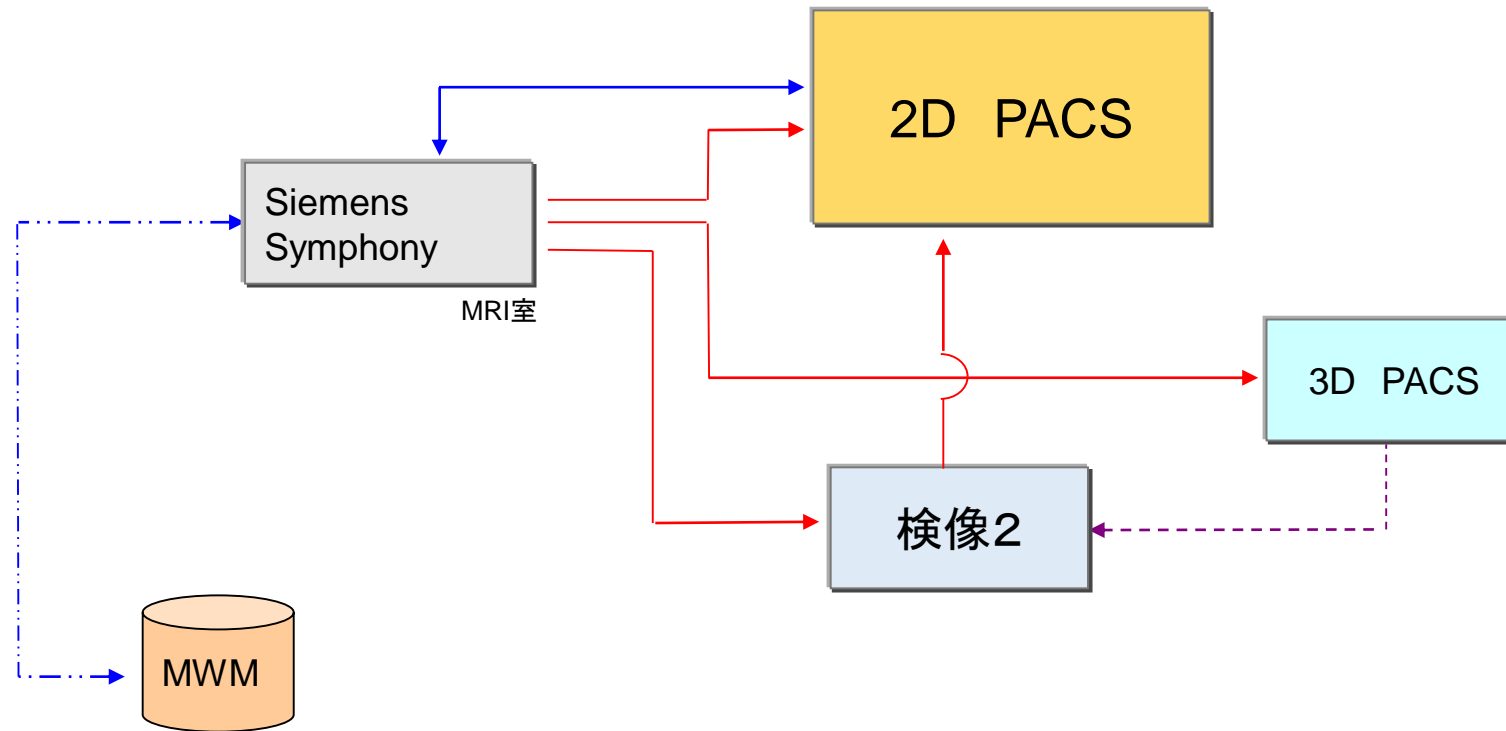 2D　PACS
Siemens
Symphony
MRI室
3D　PACS
検像２
MWM